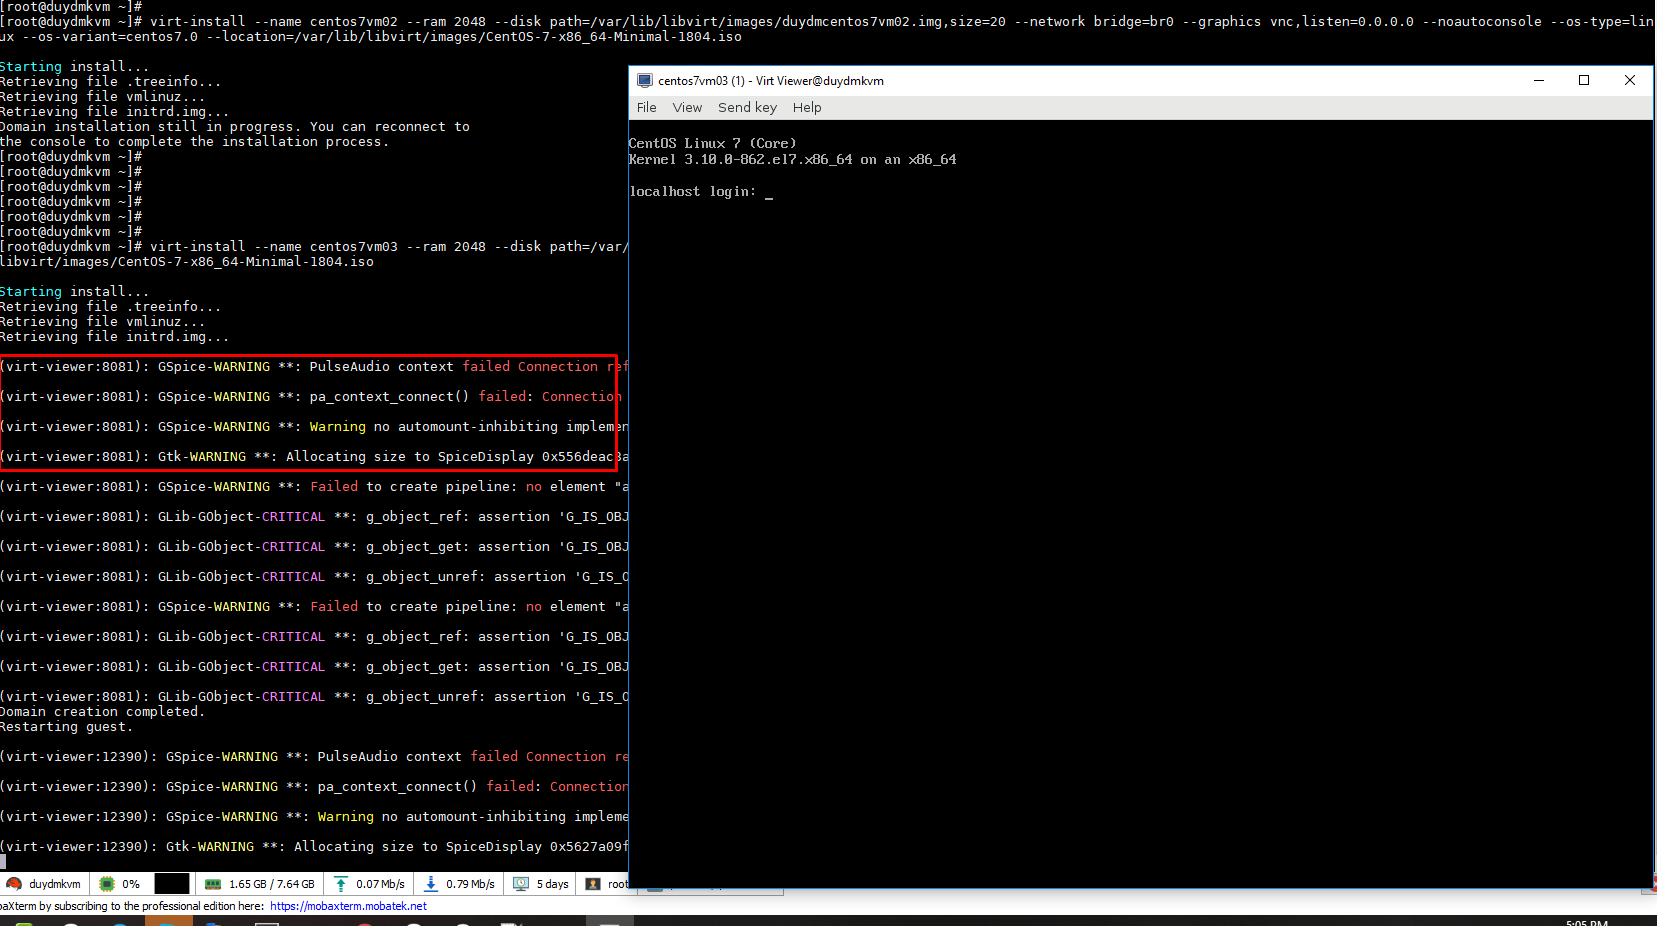 [root@duydmkvm ~]#
[root@duydmkvm ~]# virt-install --name centos7vm02 --ram 2048 --disk path=/var/lib/libvirt/images/duydmcentos7vm02.img,size=20 --network bridge=br0 --graphics vnc,listen=0.0.0.0 --noautoconsole --os-type=lin
ux --os-variant=centos7.0 --location=/var/lib/libvirt/images/CentOS-7-x86_64-Minimal-1804.iso
Starting install...
Retrieving file .treeinfo...
Retrieving file vmlinuz...
Retrieving file initrd.img...
Domain installation still in progress. You can reconnect to
the console to complete the installation process.
[root@duydmkvm ~]#
[root@duydmkvm ~]#
[root@duydmkvm ~]#
[root@duydmkvm ~]#
[root@duydmkvm ~]#
[root@duydmkvm ~]#
[root@duydmkvm ~]# virt-install --name centos7vm03 --ram 2048 --disk path=/var/
libvirt/images/CentOS-7-x86_64-Minimal-1804.iso
Starting install...
Retrieving file .treeinfo...
Retrieving file vmlinuz...
Retrieving file initrd.img...
(virt-viewer:8081): GSpice-WARNING **: PulseAudio context failed Connection ref
(virt-viewer:8081): GSpice-WARNING **: pa_context_connect() failed: Connection
(virt-viewer:8081): GSpice-WARNING **: Warning no automount-inhibiting implemen
(virt-viewer:8081): Gtk-WARNING **: Allocating size to SpiceDisplay 0x556deac3a
(virt-viewer:8081): GSpice-WARNING **: Failed to create pipeline: no element "a
(virt-viewer:8081): GLib-GObject-CRITICAL **: g_object_ref: assertion 'G_IS_OBJ
(virt-viewer:8081): GLib-GObject-CRITICAL **: g_object_get: assertion 'G_IS_OBJ
(virt-viewer:8081): GLib-GObject-CRITICAL **: g_object_unref: assertion 'G_IS_O
(virt-viewer:8081): GSpice-WARNING **: Failed to create pipeline: no element "a
(virt-viewer:8081): GLib-GObject-CRITICAL **: g_object_ref: assertion 'G_IS_OBJ
(virt-viewer:8081): GLib-GObject-CRITICAL **: g_object_get: assertion 'G_IS_OBJ
(virt-viewer:8081): GLib-GObject-CRITICAL **: g_object_unref: assertion 'G_IS_O
Domain creation completed.
Restarting guest.
(virt-viewer:12390): GSpice-WARNING **: PulseAudio context failed Connection re
(virt-viewer:12390): GSpice-WARNING **: pa_context_connect() failed: Connection
(virt-viewer:12390): GSpice-WARNING **: Warning no automount-inhibiting impleme
(virt-viewer:12390): Gtk-WARNING **: Allocating size to SpiceDisplay 0x5627a09f
centos7vm03 (1) - Virt Viewer@duydmkvm
File View Send key Help
CentOS Linux 7 (Core)
Kernel 3.10.0-862.el7.x86_64 on an x86_64
localhost login: _
duydmkvm 0% 1.65 GB / 7.64 GB 0.07 Mb/s 0.79 Mb/s 5 days root
baXterm by subscribing to the professional edition here: https://mobaxterm.mobatek.net
5:05 PM